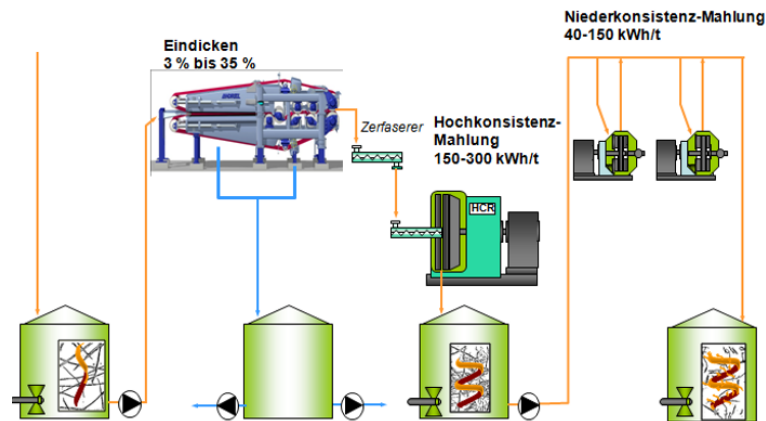 Niederkonsistenz-Mahlung
40-150 kWh/t
Eindicken
3 % bis 35 %
Zerfaserer
Hochkonsistenz-
Mahlung
150-300 kWh/t
HCR